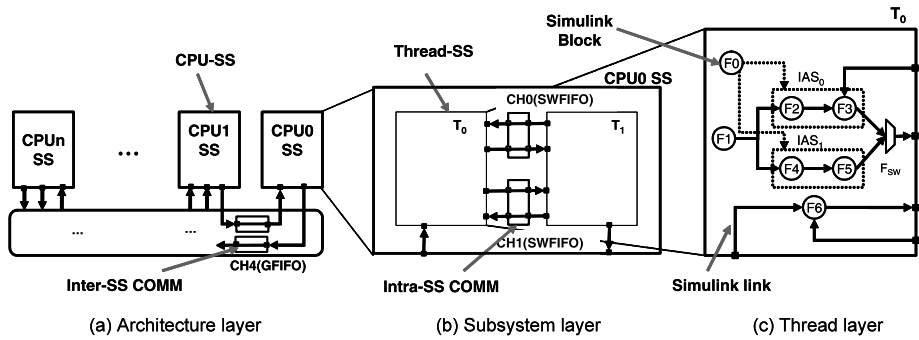 CPU-SS
CPUn
SS
...
CPU1
SS
CPU0
SS
...
...
CH4(GFIFO)
Inter-SS COMM
(a) Architecture layer
Thread-SS
CPU0 SS
CH0(SWFIFO)
T0
T1
CH1(SWFIFO)
Intra-SS COMM
(b) Subsystem layer
Simulink
Block
T0
F0
IAS0
F2
F3
F1
IAS1
F4
F5
FSW
F6
Simulink link
(c) Thread layer